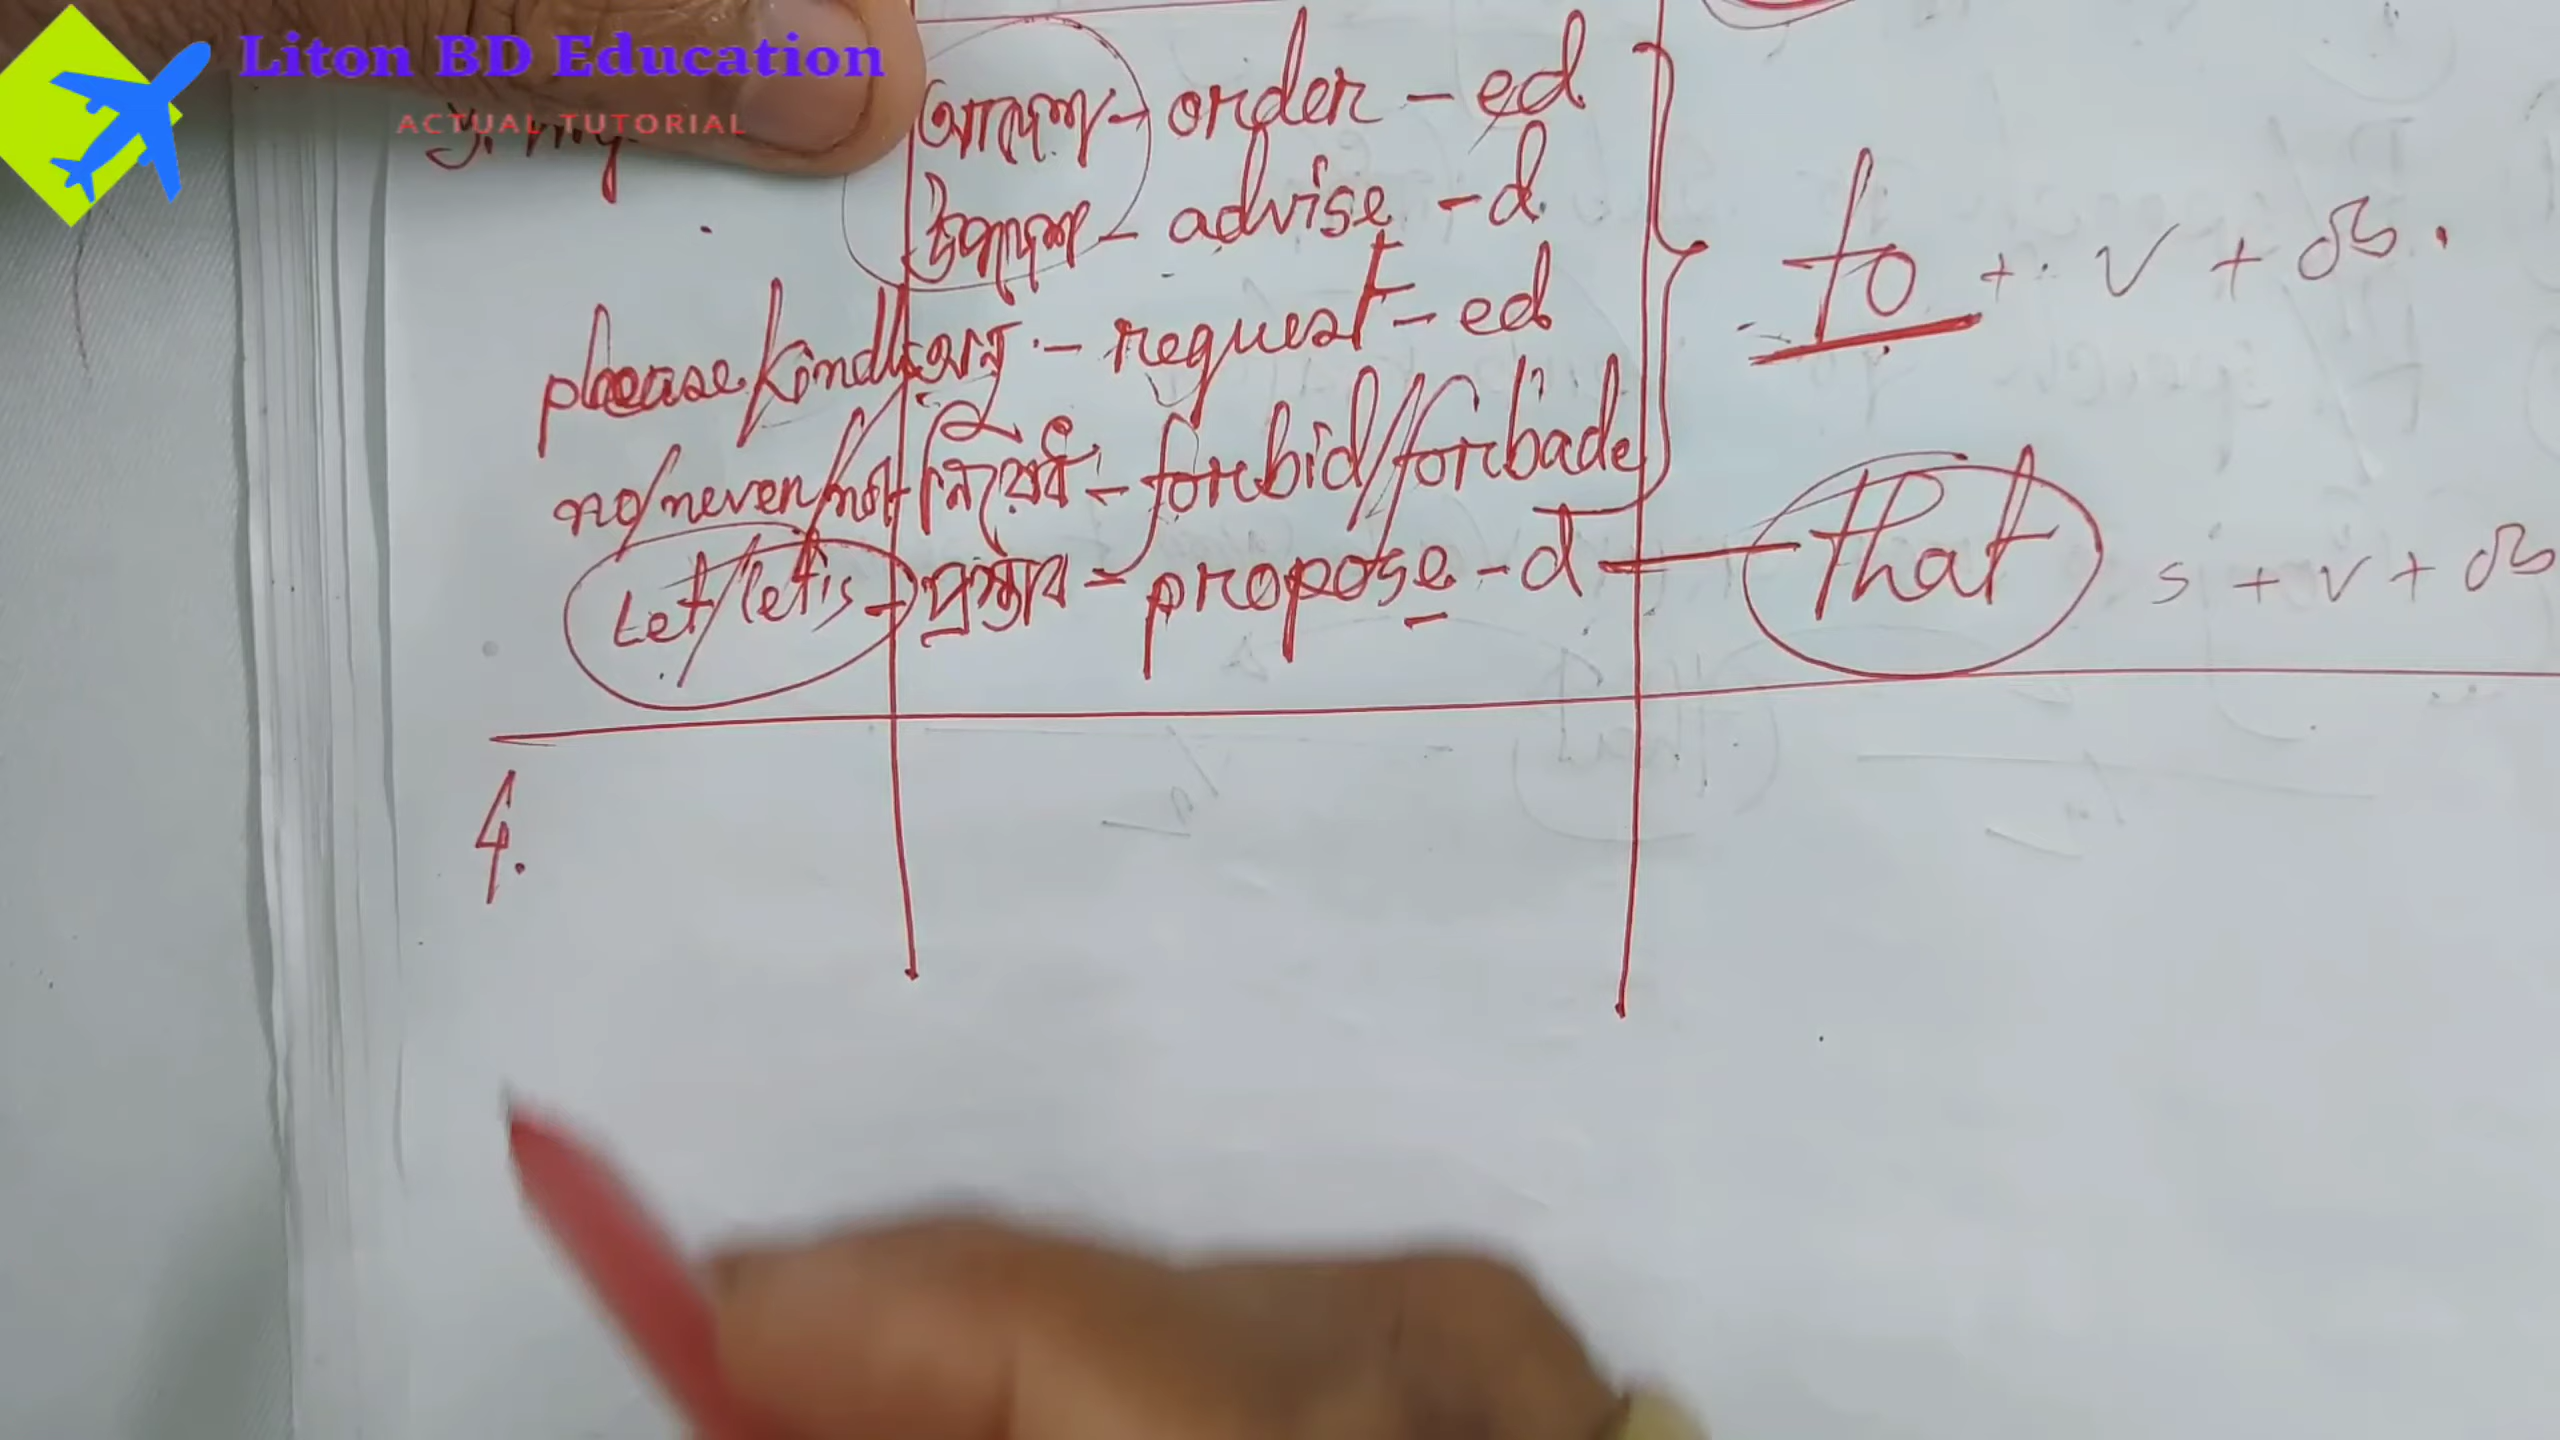 Liton BD Education
ACTUAL TUTORIAL
আদেশ - order - ed
উপদেশ - advise - d
to + v + ob.
please/kindly অনু - request - ed
no/never/not নিষেধ - forbid/forbade
Let/let's - প্রস্তাব - propose - d - that s + v + ob
4.